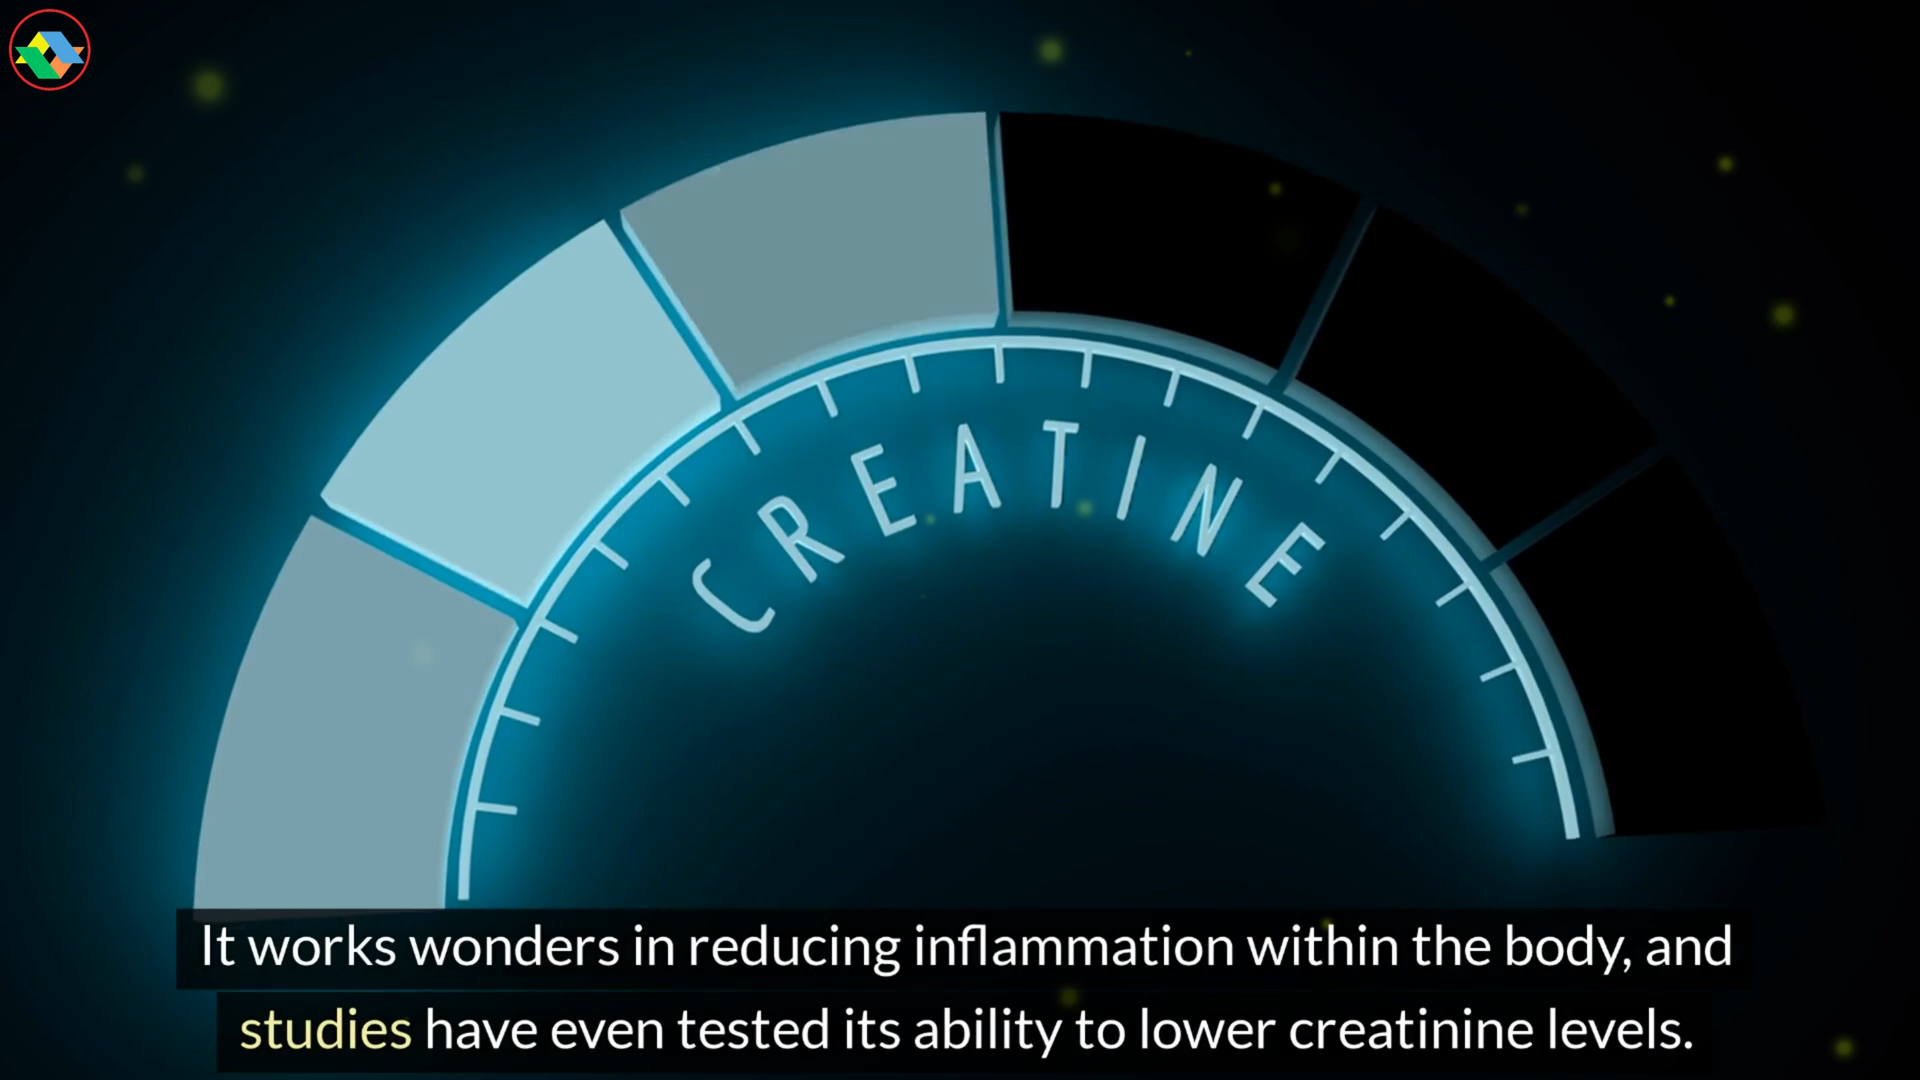 CREATINE
It works wonders in reducing inflammation within the body, and
studies have even tested its ability to lower creatinine levels.